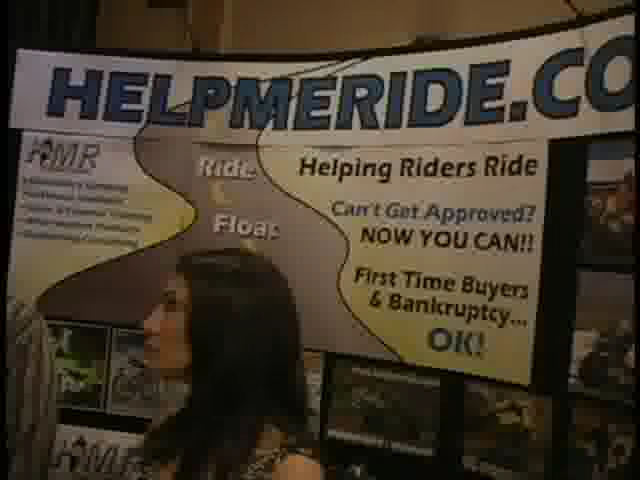 HELPMERIDE.CO
HMR
Ride
Float
Helping Riders Ride
Can't Get Approved?
NOW YOU CAN!!
First Time Buyers
& Bankruptcy...
OK!
HMR